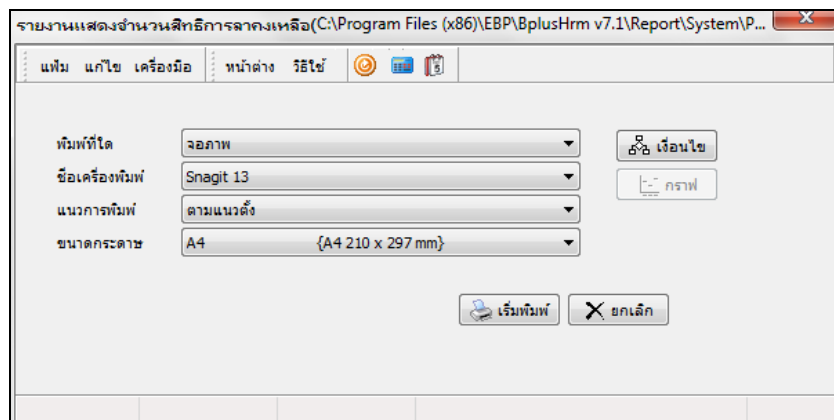 รายงานแสดงจำนวนสิทธิการลาคงเหลือ(C:\Program Files (x86)\EBP\BplusHrm v7.1\Report\System\P...
แฟ้ม แก้ไข เครื่องมือ หน้าต่าง วิธีใช้ 5
พิมพ์ที่ใด จอภาพ เงื่อนไข
ชื่อเครื่องพิมพ์ Snagit 13 กราฟ
แนวการพิมพ์ ตามแนวตั้ง
ขนาดกระดาษ A4 {A4 210 x 297 mm}
เริ่มพิมพ์ ยกเลิก